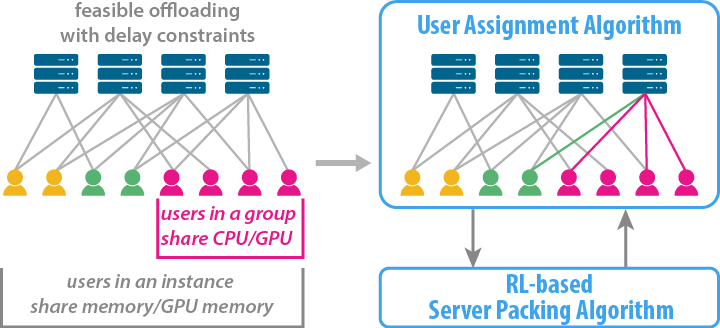 feasible offloading
with delay constraints
users in a group
share CPU/GPU
users in an instance
share memory/GPU memory
User Assignment Algorithm
RL-based
Server Packing Algorithm